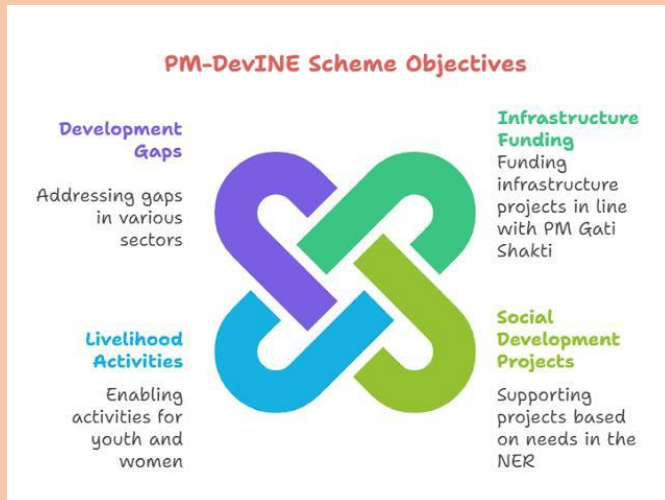 PM-DevINE Scheme Objectives
Development
Gaps
Addressing gaps
in various
sectors
Infrastructure
Funding
Funding
infrastructure
projects in line
with PM Gati
Shakti
Livelihood
Activities
Enabling
activities for
youth and
women
Social
Development
Projects
Supporting
projects based
on needs in the
NER